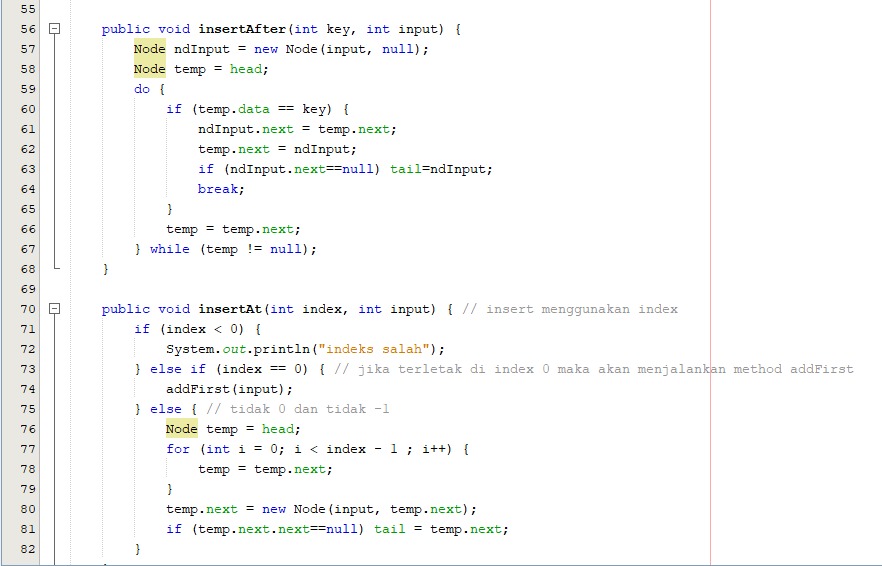 55
56 public void insertAfter(int key, int input) {
57 Node ndInput = new Node(input, null);
58 Node temp = head;
59 do {
60 if (temp.data == key) {
61 ndInput.next = temp.next;
62 temp.next = ndInput;
63 if (ndInput.next==null) tail=ndInput;
64 break;
65 }
66 temp = temp.next;
67 } while (temp != null);
68 }
69
70 public void insertAt(int index, int input) { // insert menggunakan index
71 if (index < 0) {
72 System.out.println("indeks salah");
73 } else if (index == 0) { // jika terletak di index 0 maka akan menjalankan method addFirst
74 addFirst(input);
75 } else { // tidak 0 dan tidak -1
76 Node temp = head;
77 for (int i = 0; i < index - 1 ; i++) {
78 temp = temp.next;
79 }
80 temp.next = new Node(input, temp.next);
81 if (temp.next.next==null) tail = temp.next;
82 }